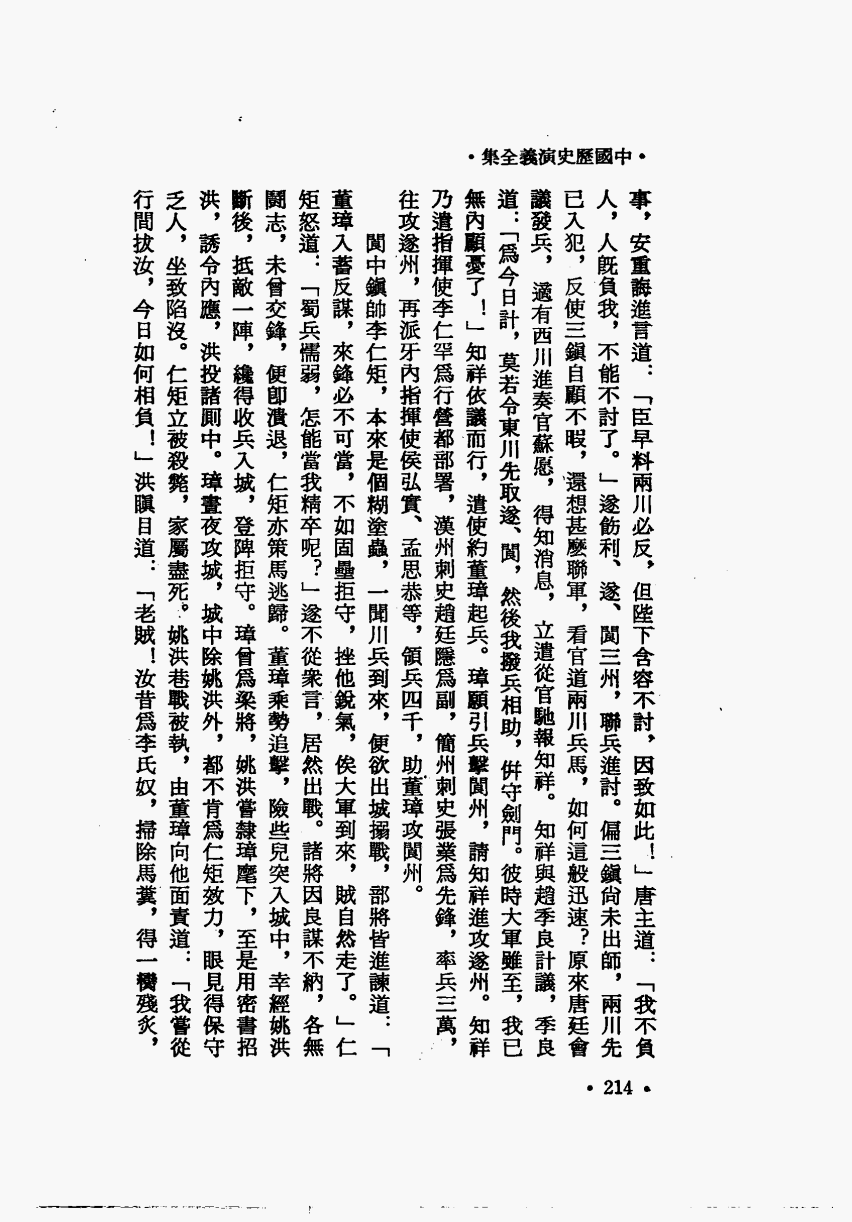 •中國歷史演義全集•
事，安重誨進言道：「臣早料兩川必反，但陛下含容不討，因致如此！」唐主道：「我不負
人，人既負我，不能不討了。」遂飭利、遂、閬三州，聯兵進討。偏三鎮尚未出師，兩川先
已入犯，反使三鎮自顧不暇，還想甚麼聯軍，看官道兩川兵馬，如何這般迅速？原來唐廷會
議發兵，適有西川進奏官蘇愿，得知消息，立遣從官馳報知祥。知祥與趙季良計議，季良
道：「爲今日計，莫若令東川先取遂、閬，然後我撥兵相助，併守劍門。彼時大軍雖至，我已
無內顧憂了！」知祥依議而行，遣使約董璋起兵。璋願引兵擊閬州，請知祥進攻遂州。知祥
乃遣指揮使李仁罕爲行營都部署，漢州刺史趙廷隱爲副，簡州刺史張業爲先鋒，率兵三萬，
往攻遂州，再派牙內指揮使侯弘實、孟思恭等，領兵四千，助董璋攻閬州。
閬中鎮帥李仁矩，本來是個糊塗蟲，一聞川兵到來，便欲出城搦戰，部將皆進諫道：「
董璋入蓄反謀，來鋒必不可當，不如固壘拒守，挫他銳氣，俟大軍到來，賊自然走了。」仁
矩怒道：「蜀兵懦弱，怎能當我精卒呢？」遂不從衆言，居然出戰。諸將因良謀不納，各無
鬪志，未曾交鋒，便卽潰退，仁矩亦策馬逃歸。董璋乘勢追擊，險些兒突入城中，幸經姚洪
斷後，抵敵一陣，纔得收兵入城，登陴拒守。璋曾爲梁將，姚洪嘗隸璋麾下，至是用密書招
洪，誘令內應，洪投諸厠中。璋晝夜攻城，城中除姚洪外，都不肯爲仁矩效力，眼見得保守
乏人，坐致陷沒。仁矩立被殺斃，家屬盡死。姚洪巷戰被執，由董璋向他面責道：「我嘗從
行間拔汝，今日如何相負！」洪瞋目道：「老賊！汝昔爲李氏奴，掃除馬糞，得一臠殘炙，
•214•